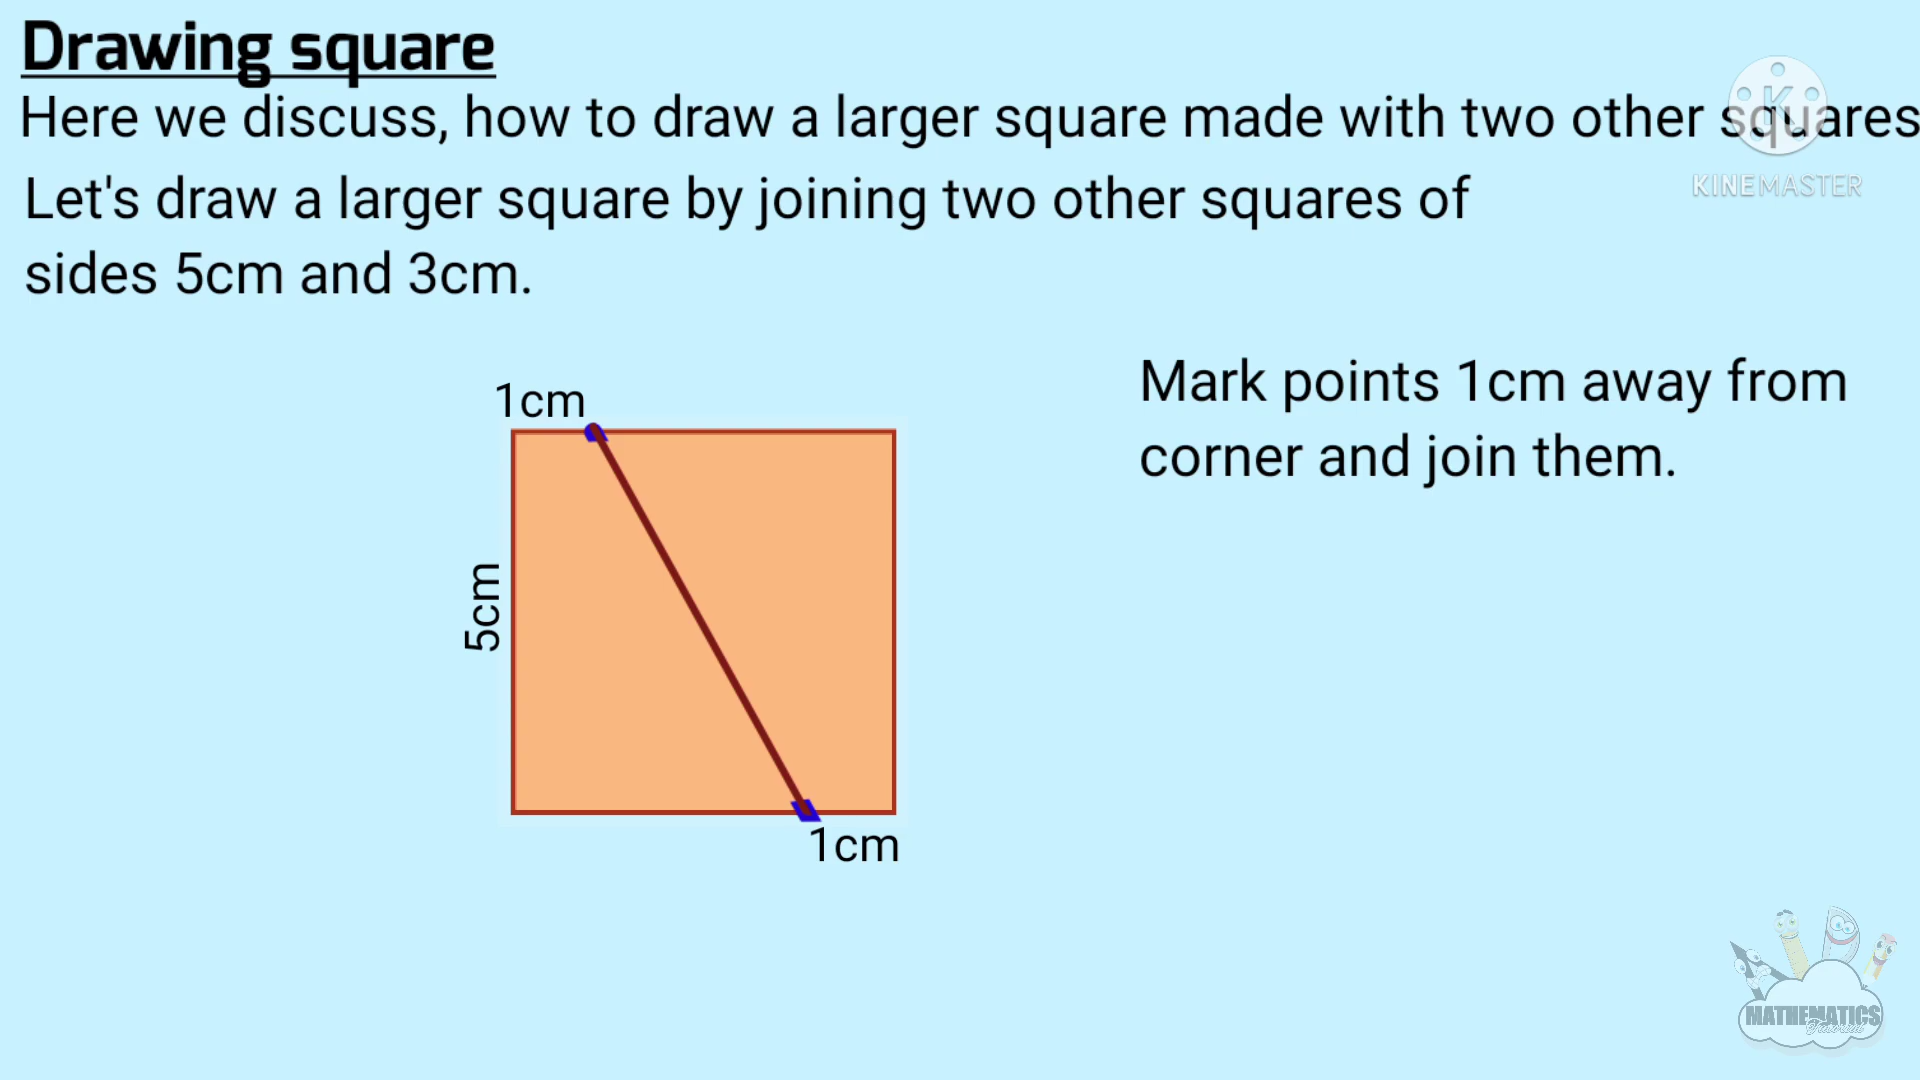 Drawing square
Here we discuss, how to draw a larger square made with two other squares
KINEMASTER
Let's draw a larger square by joining two other squares of
sides 5cm and 3cm.
Mark points 1cm away from
corner and join them.
1cm
5cm
1cm
MATHEMATICS
Tutorial